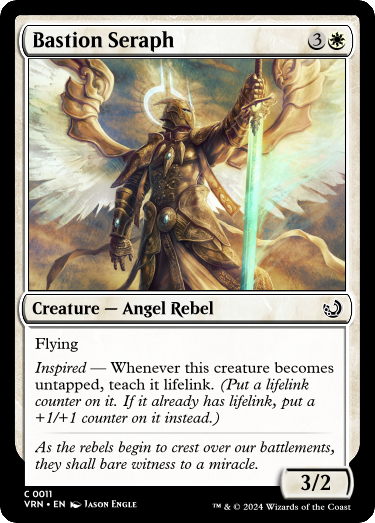 Bastion Seraph 3
Creature — Angel Rebel
Flying
Inspired — Whenever this creature becomes
untapped, teach it lifelink. (Put a lifelink
counter on it. If it already has lifelink, put a
+1/+1 counter on it instead.)
As the rebels begin to crest over our battlements,
they shall bare witness to a miracle.
3/2
C 0011
VRN • EN Jason Engle
™ & © 2024 Wizards of the Coast